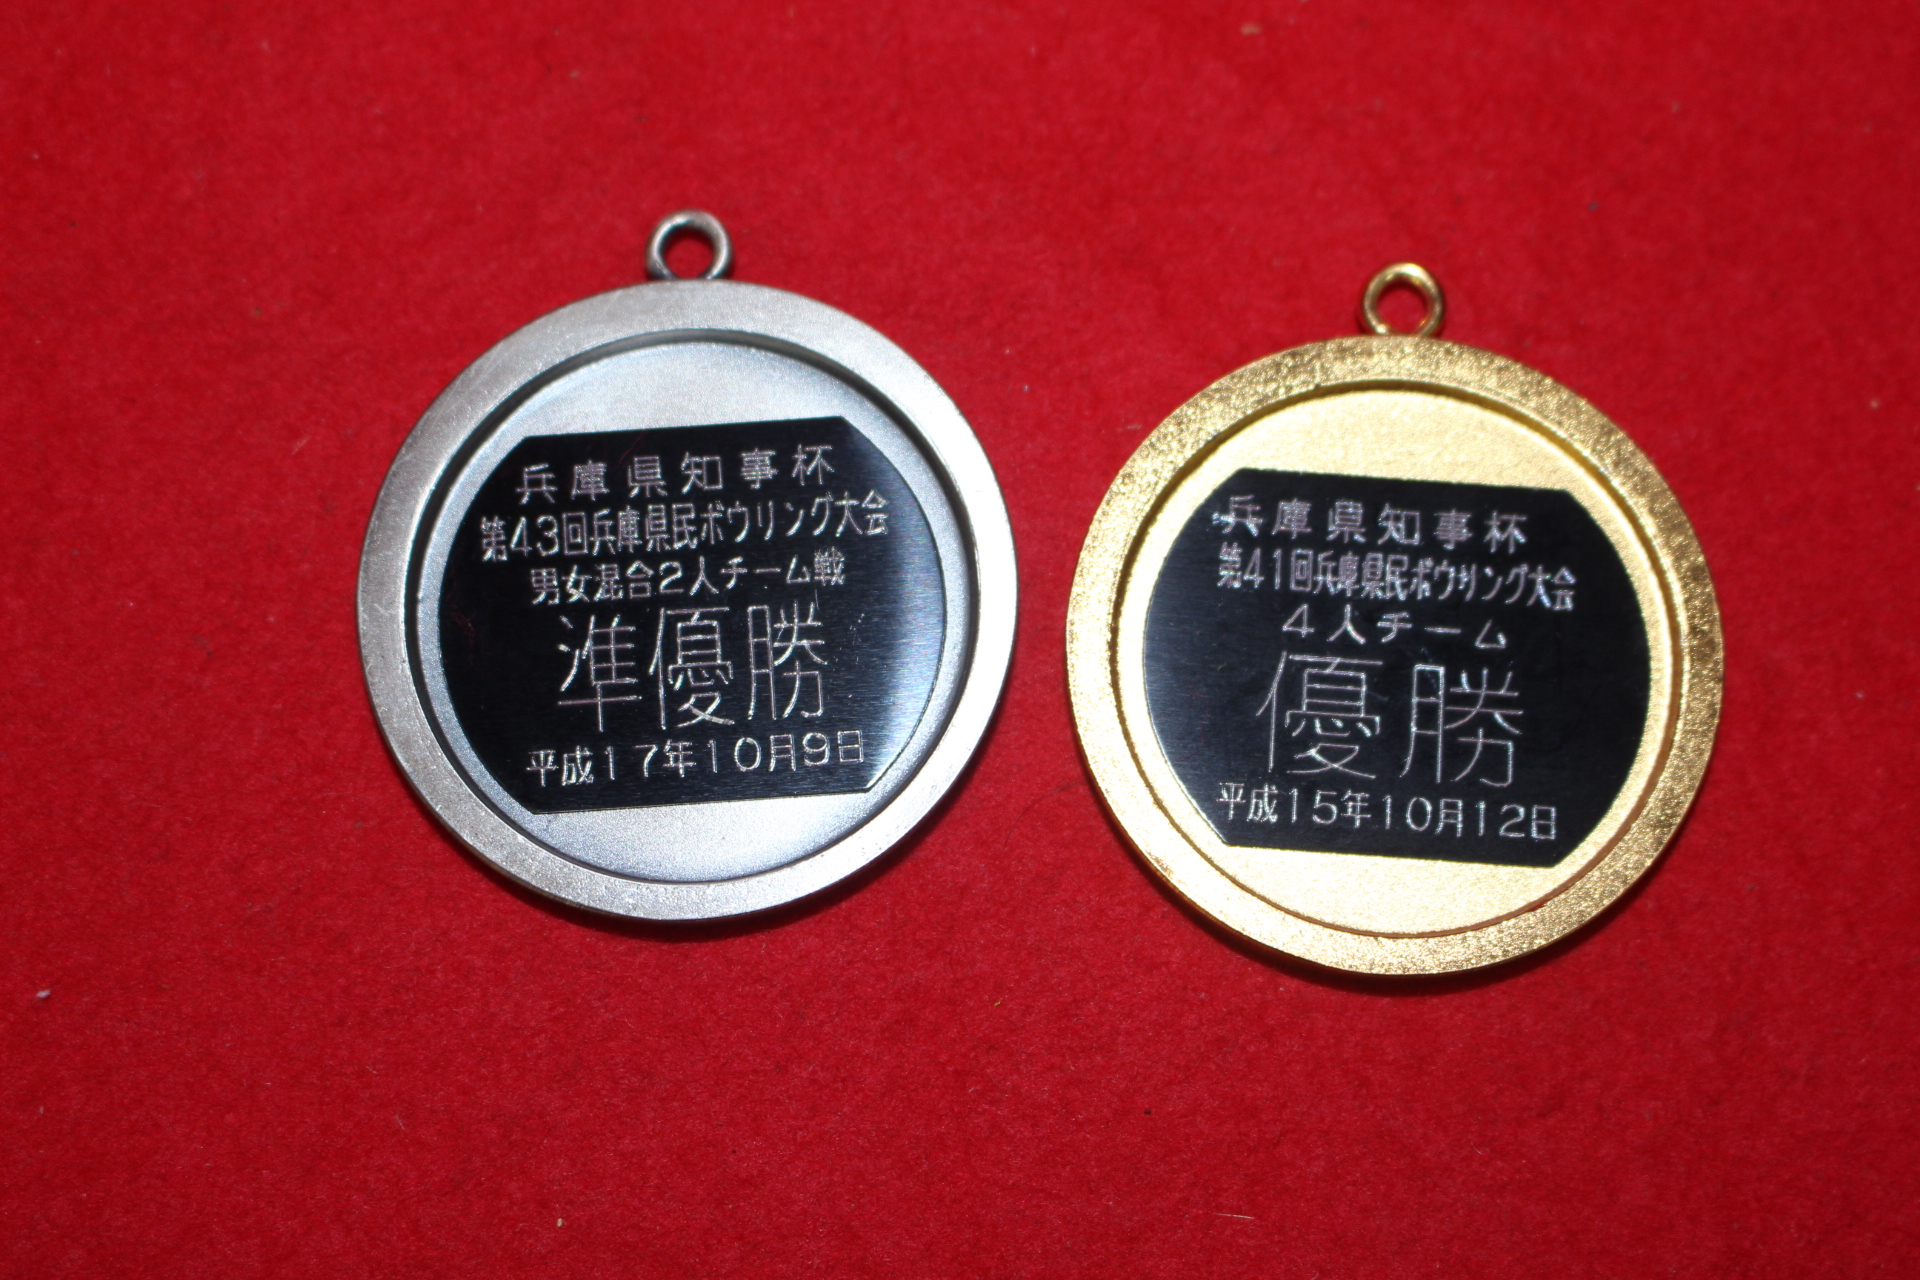 兵庫県知事杯
第43回兵庫県民ボウリング大会
男女混合2人チーム戦
準優勝
平成17年10月9日
兵庫県知事杯
第41回兵庫県民ボウリング大会
4人チーム
優勝
平成15年10月12日